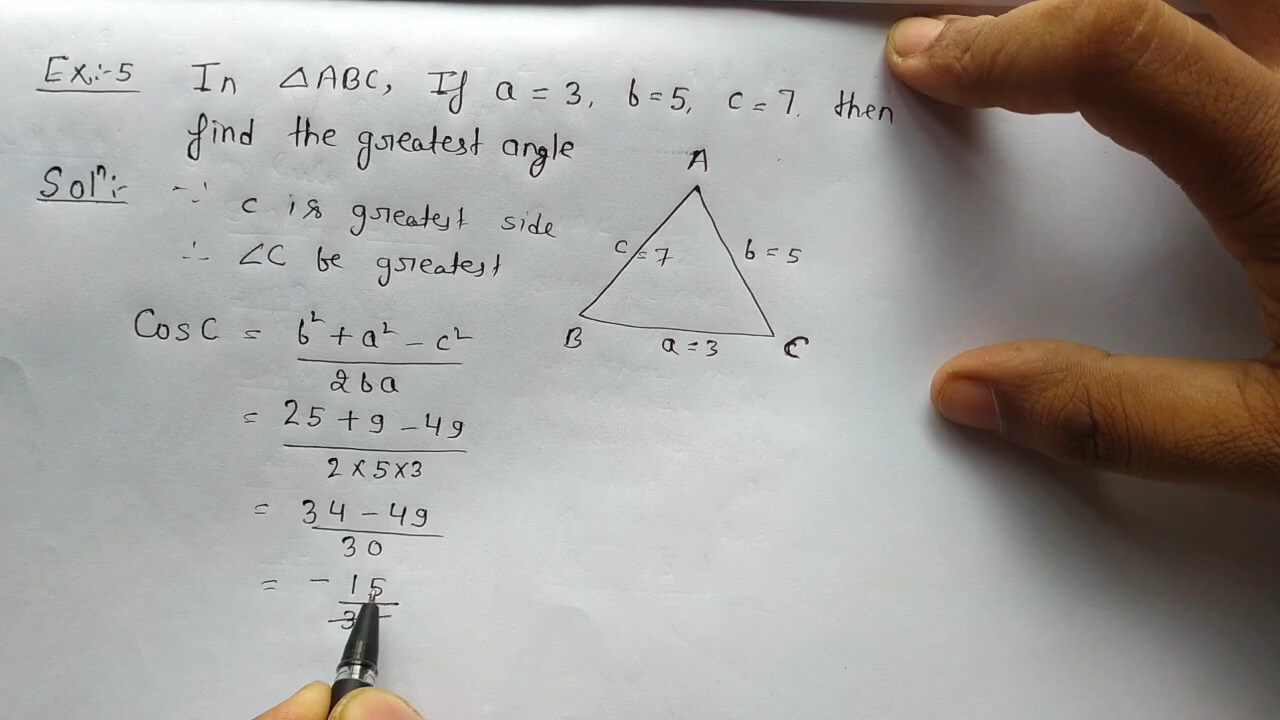 Ex:-5 In △ABC, If a = 3, b = 5, c = 7. then
find the greatest angle
Solⁿ:- ∵ c is greatest side
∴ ∠C be greatest
A
c = 7
b = 5
B
a = 3
C
Cos C = b² + a² - c²
2ba
= 25 + 9 - 49
2 × 5 × 3
= 34 - 49
30
= - 15
3